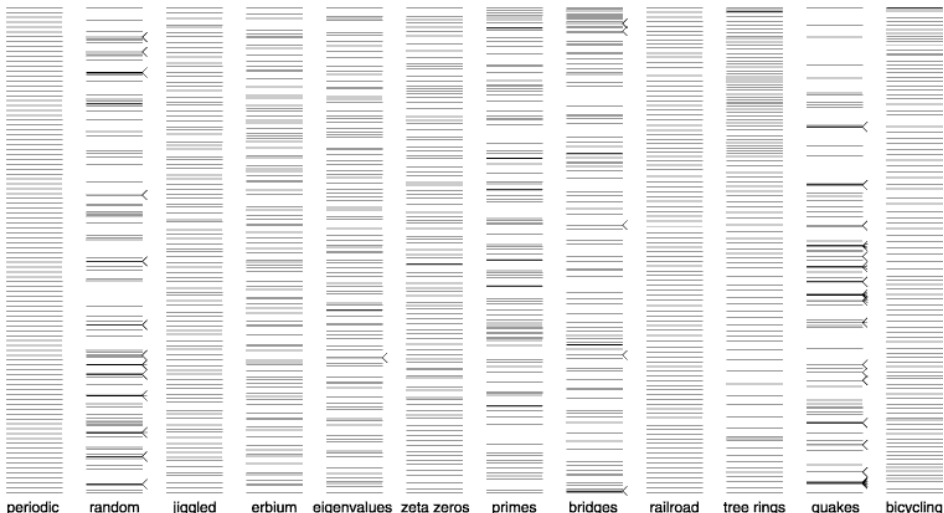 periodic random jiggled erbium eigenvalues zeta zeros primes bridges railroad tree rings quakes bicycling